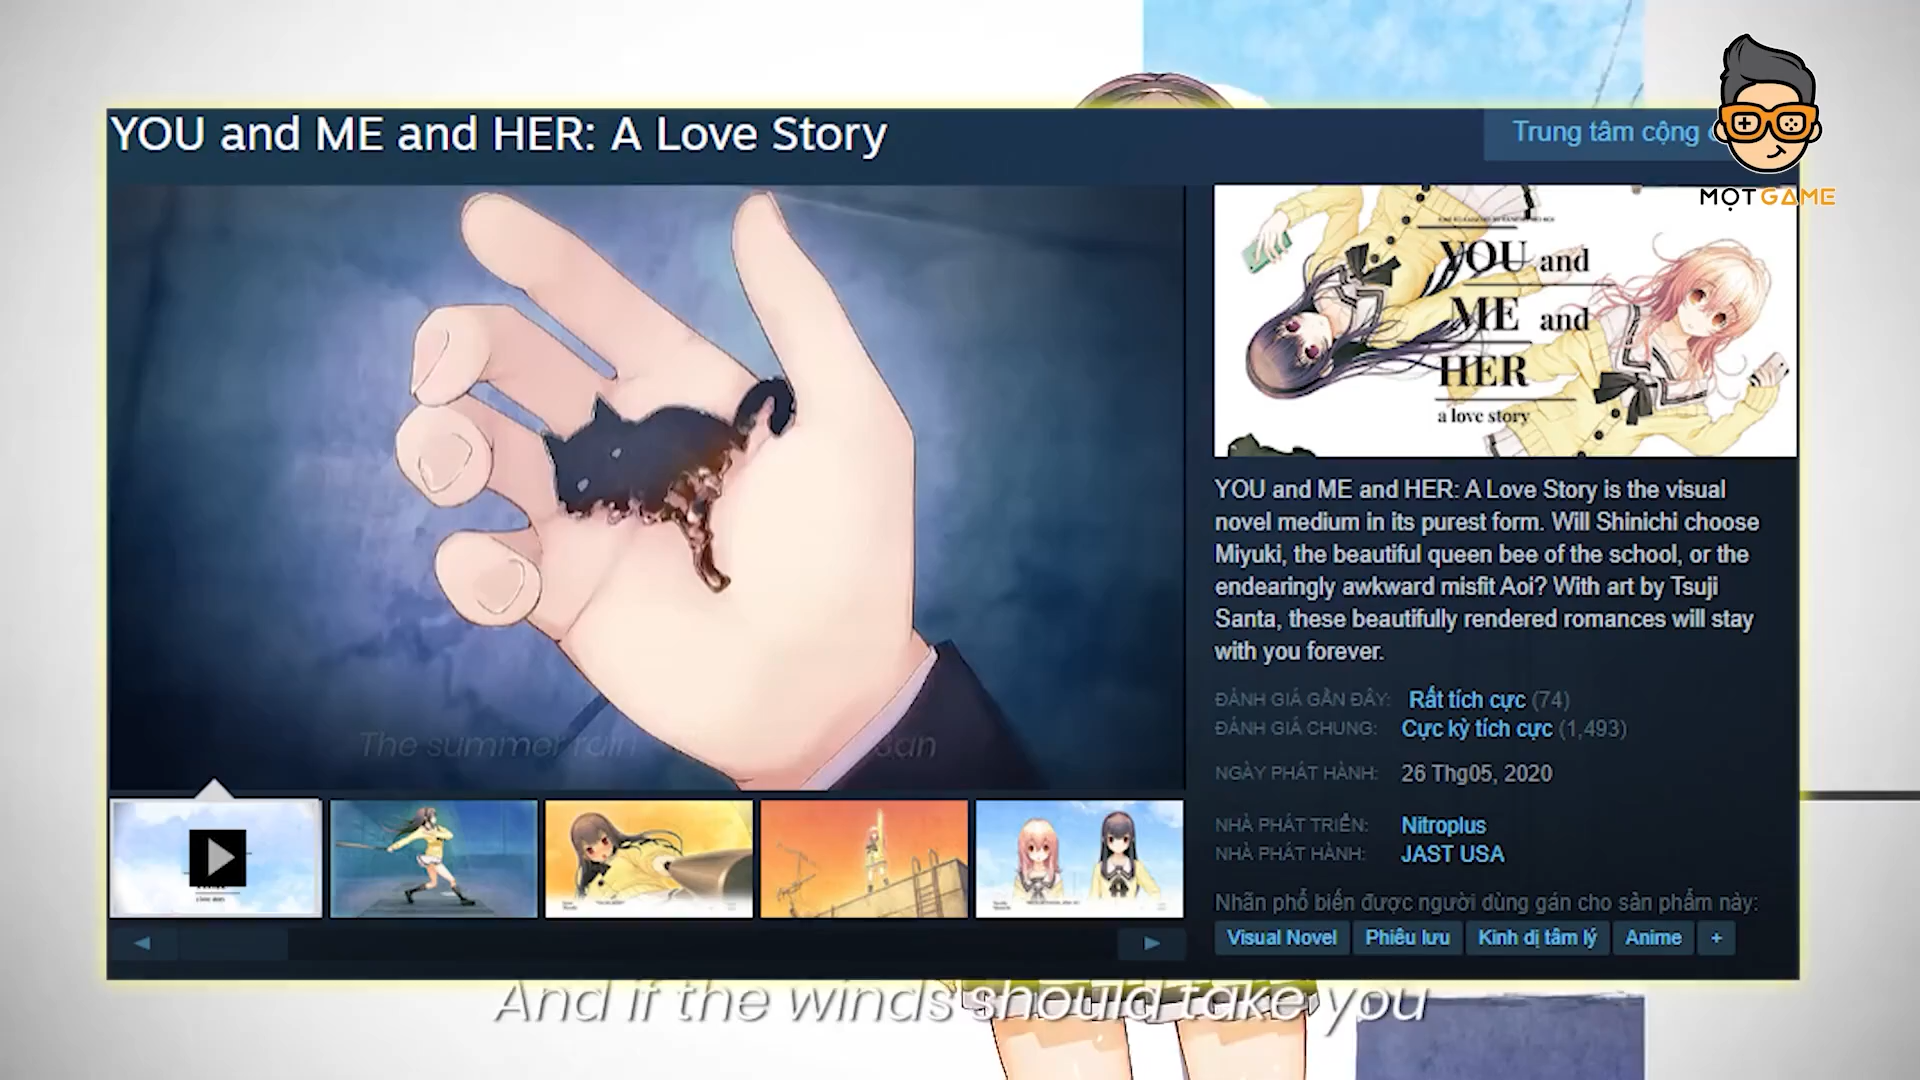 YOU and ME and HER: A Love Story
Trung tâm cộng
MỌTGAME
YOU and
ME and
HER
a love story
The summer rain
YOU and ME and HER: A Love Story is the visual
novel medium in its purest form. Will Shinichi choose
Miyuki, the beautiful queen bee of the school, or the
endearingly awkward misfit Aoi? With art by Tsuji
Santa, these beautifully rendered romances will stay
with you forever.
ĐÁNH GIÁ GẦN ĐÂY: Rất tích cực (74)
ĐÁNH GIÁ CHUNG: Cực kỳ tích cực (1,493)
NGÀY PHÁT HÀNH: 26 Thg05, 2020
NHÀ PHÁT TRIỂN: Nitroplus
NHÀ PHÁT HÀNH: JAST USA
Nhãn phổ biến được người dùng gán cho sản phẩm này:
Visual Novel Phiêu lưu Kinh dị tâm lý Anime +
And if the winds should take you